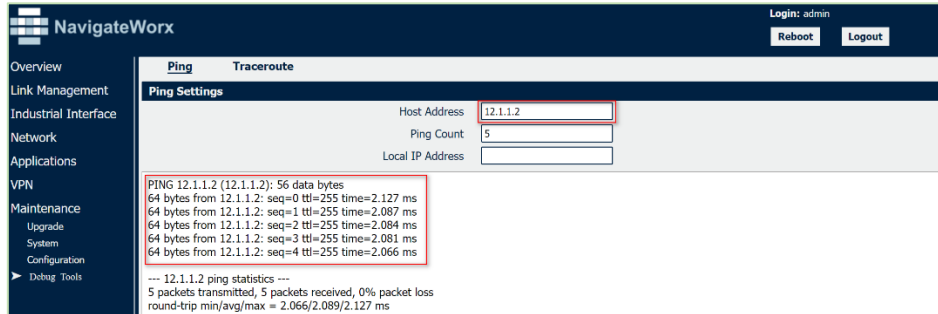 NavigateWorx
Login: admin
Reboot Logout
Overview
Link Management
Industrial Interface
Network
Applications
VPN
Maintenance
Upgrade
System
Configuration
Debug Tools
Ping Traceroute
Ping Settings
Host Address 12.1.1.2
Ping Count 5
Local IP Address
PING 12.1.1.2 (12.1.1.2): 56 data bytes
64 bytes from 12.1.1.2: seq=0 ttl=255 time=2.127 ms
64 bytes from 12.1.1.2: seq=1 ttl=255 time=2.087 ms
64 bytes from 12.1.1.2: seq=2 ttl=255 time=2.084 ms
64 bytes from 12.1.1.2: seq=3 ttl=255 time=2.081 ms
64 bytes from 12.1.1.2: seq=4 ttl=255 time=2.066 ms
--- 12.1.1.2 ping statistics ---
5 packets transmitted, 5 packets received, 0% packet loss
round-trip min/avg/max = 2.066/2.089/2.127 ms